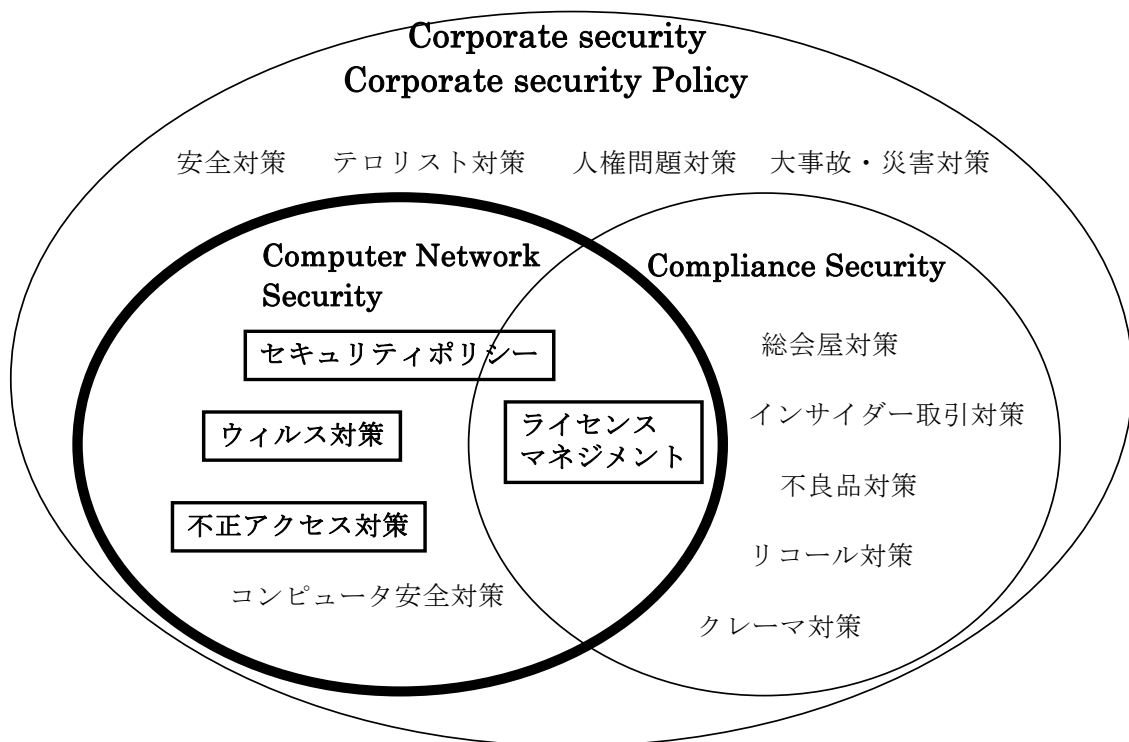 Corporate security
Corporate security Policy
安全対策 テロリスト対策 人権問題対策 大事故・災害対策
Computer Network
Security
Compliance Security
セキュリティポリシー
総会屋対策
ウィルス対策
ライセンス
マネジメント
インサイダー取引対策
不良品対策
不正アクセス対策
リコール対策
コンピュータ安全対策
クレーマ対策